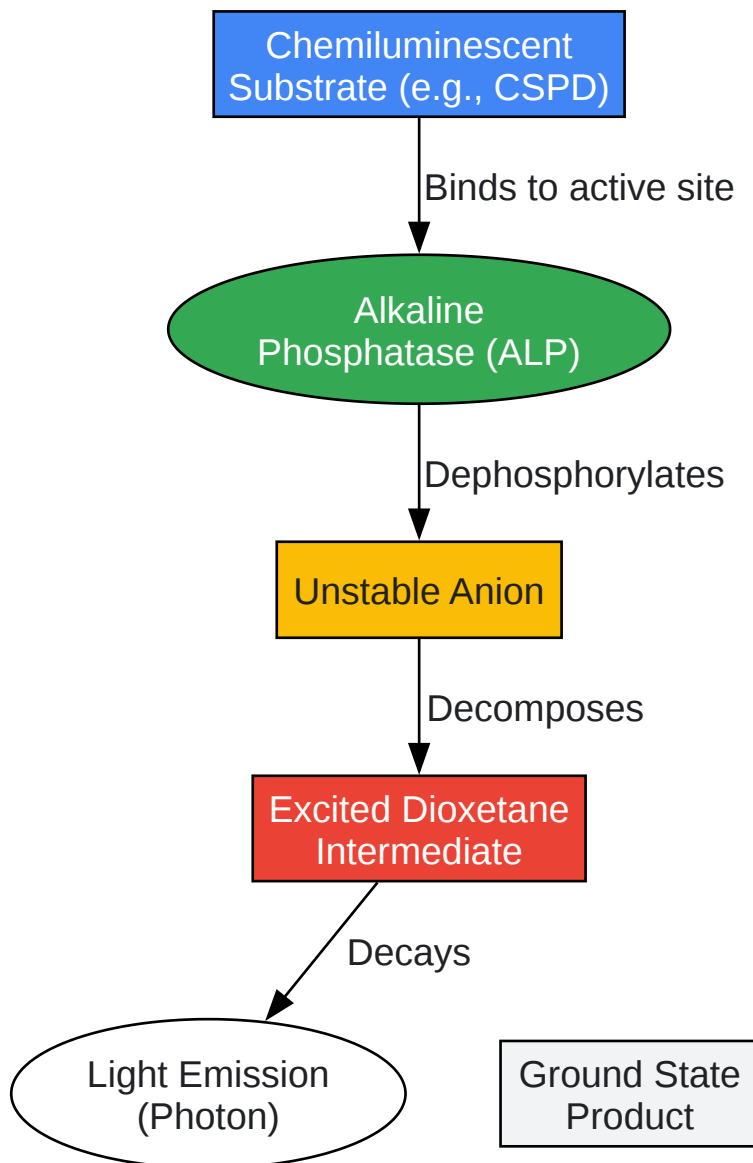 Chemiluminescent
Substrate (e.g., CSPD)
Binds to active site
Alkaline
Phosphatase (ALP)
Dephosphorylates
Unstable Anion
Decomposes
Excited Dioxetane
Intermediate
Decays
Light Emission
(Photon)
Ground State
Product